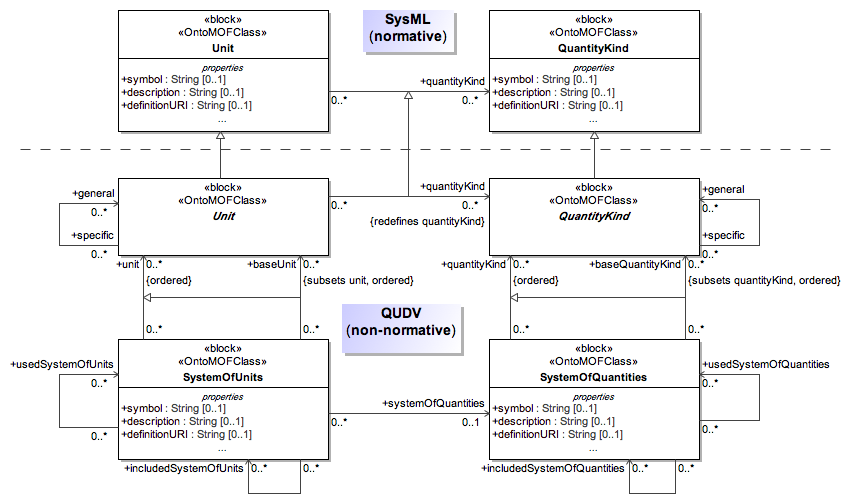 «block»
«OntoMOFClass»
Unit
properties
+symbol : String [0..1]
+description : String [0..1]
+definitionURI : String [0..1]
...
SysML
(normative)
+quantityKind
0..*
0..*
«block»
«OntoMOFClass»
QuantityKind
properties
+symbol : String [0..1]
+description : String [0..1]
+definitionURI : String [0..1]
...
+general
0..*
+specific
0..*
«block»
«OntoMOFClass»
Unit
+quantityKind
0..*
0..*
{redefines quantityKind}
«block»
«OntoMOFClass»
QuantityKind
+general
0..*
+specific
0..*
+unit
0..*
{ordered}
+baseUnit
0..*
{subsets unit, ordered}
+quantityKind
0..*
{ordered}
+baseQuantityKind
0..*
{subsets quantityKind, ordered}
0..*
0..*
QUDV
(non-normative)
0..*
0..*
+usedSystemOfUnits
0..*
0..*
«block»
«OntoMOFClass»
SystemOfUnits
properties
+symbol : String [0..1]
+description : String [0..1]
+definitionURI : String [0..1]
...
+systemOfQuantities
0..*
0..1
«block»
«OntoMOFClass»
SystemOfQuantities
properties
+symbol : String [0..1]
+description : String [0..1]
+definitionURI : String [0..1]
...
+usedSystemOfQuantities
0..*
0..*
+includedSystemOfUnits
0..*
0..*
+includedSystemOfQuantities
0..*
0..*